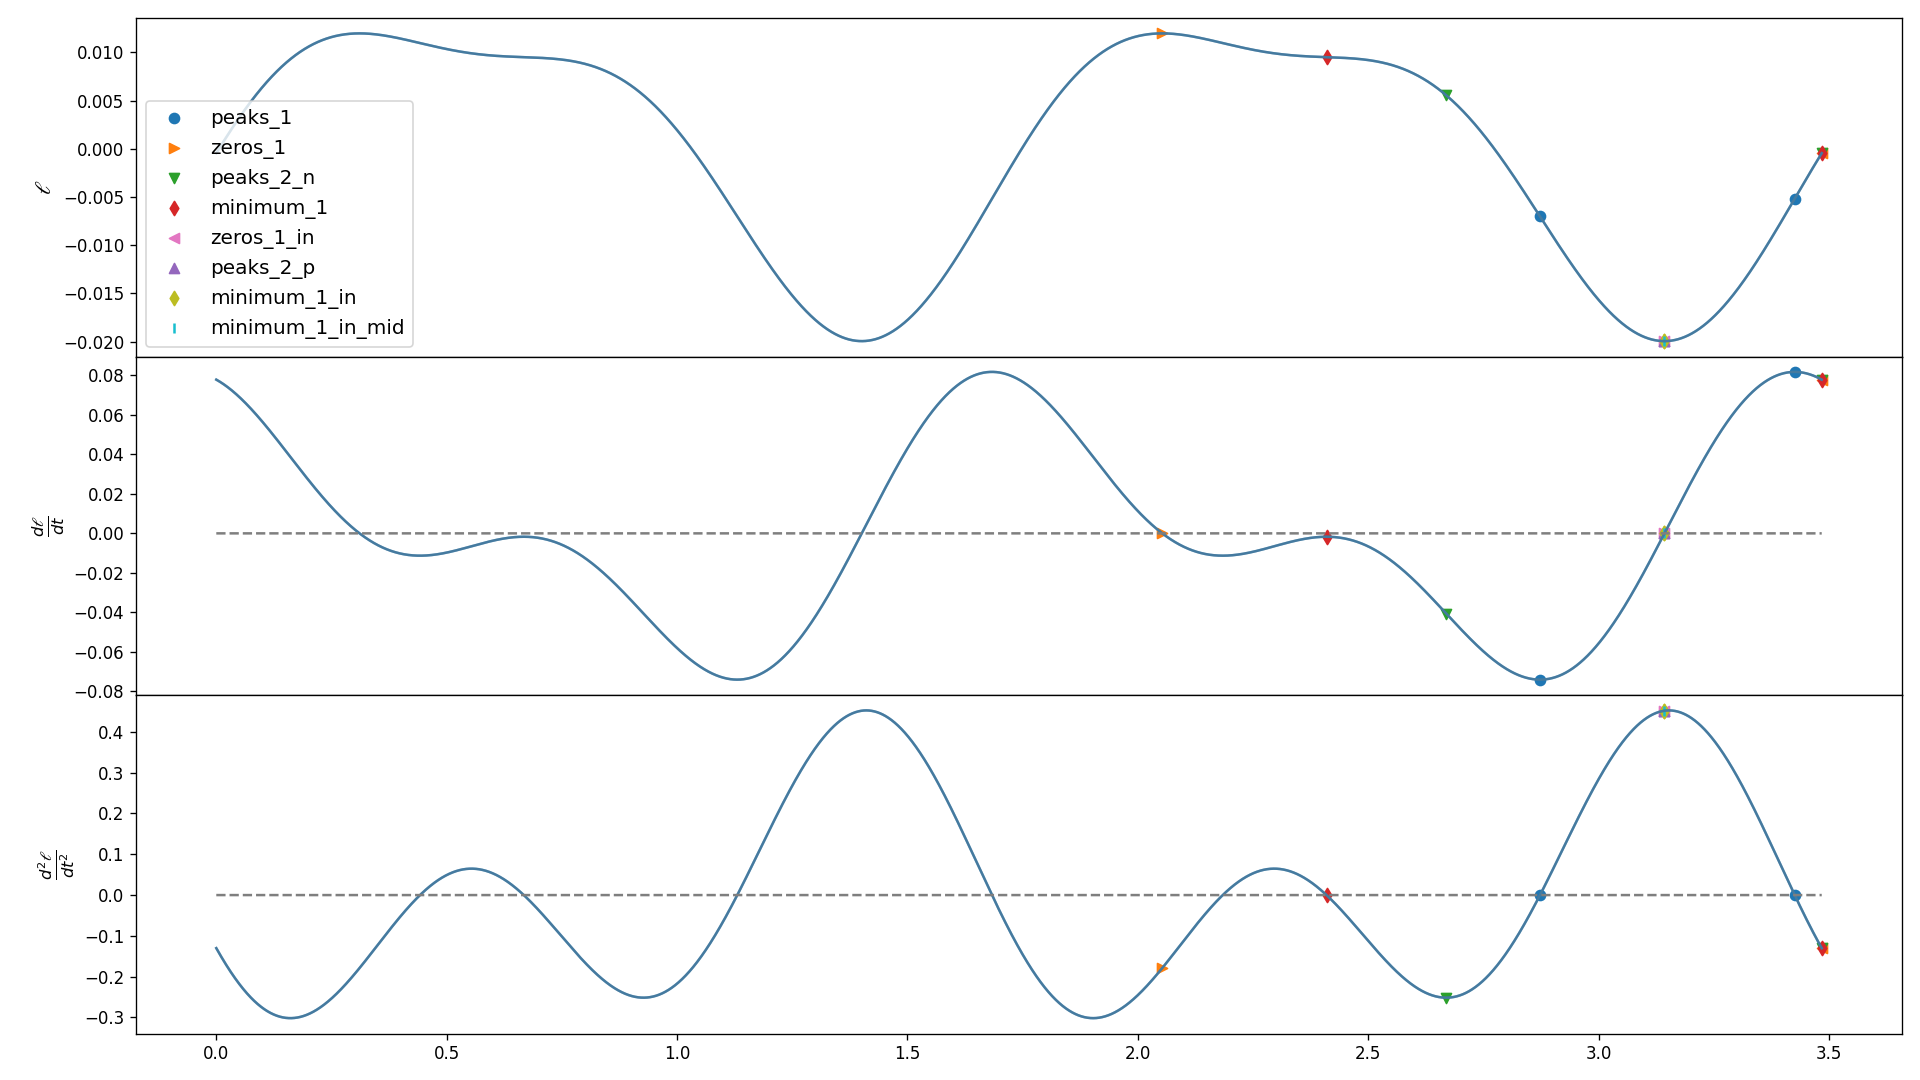 0.010
0.005
0.000
−0.005
−0.010
−0.015
−0.020
ℓ
peaks_1
zeros_1
peaks_2_n
minimum_1
zeros_1_in
peaks_2_p
minimum_1_in
minimum_1_in_mid
0.08
0.06
0.04
0.02
0.00
−0.02
−0.04
−0.06
−0.08
dℓ
dt
0.4
0.3
0.2
0.1
0.0
−0.1
−0.2
−0.3
d²ℓ
dt²
0.0 0.5 1.0 1.5 2.0 2.5 3.0 3.5